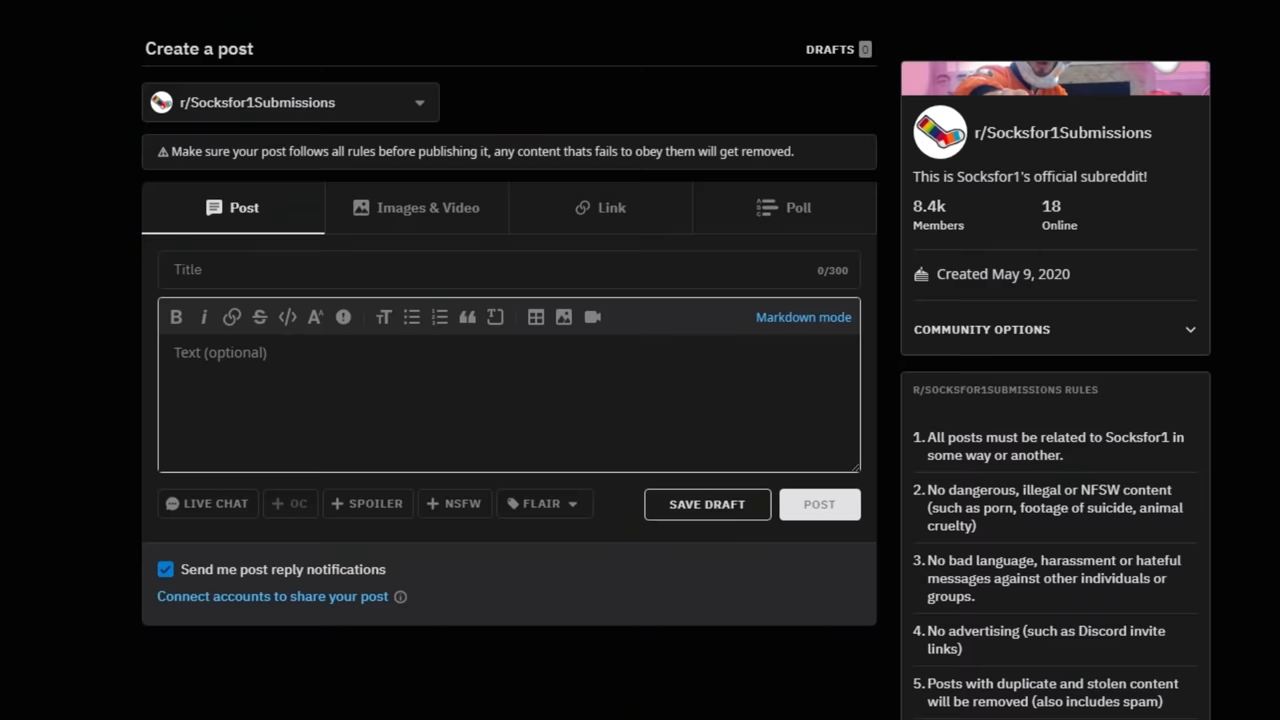 Create a post
DRAFTS 0
r/Socksfor1Submissions
⚠ Make sure your post follows all rules before publishing it, any content thats fails to obey them will get removed.
Post
Images & Video
Link
Poll
Title
0/300
Markdown mode
Text (optional)
LIVE CHAT
+ OC
+ SPOILER
+ NSFW
FLAIR
SAVE DRAFT
POST
Send me post reply notifications
Connect accounts to share your post
r/Socksfor1Submissions
This is Socksfor1's official subreddit!
8.4k
Members
18
Online
Created May 9, 2020
COMMUNITY OPTIONS
R/SOCKSFOR1SUBMISSIONS RULES
1. All posts must be related to Socksfor1 in
some way or another.
2. No dangerous, illegal or NFSW content
(such as porn, footage of suicide, animal
cruelty)
3. No bad language, harassment or hateful
messages against other individuals or
groups.
4. No advertising (such as Discord invite
links)
5. Posts with duplicate and stolen content
will be removed (also includes spam)